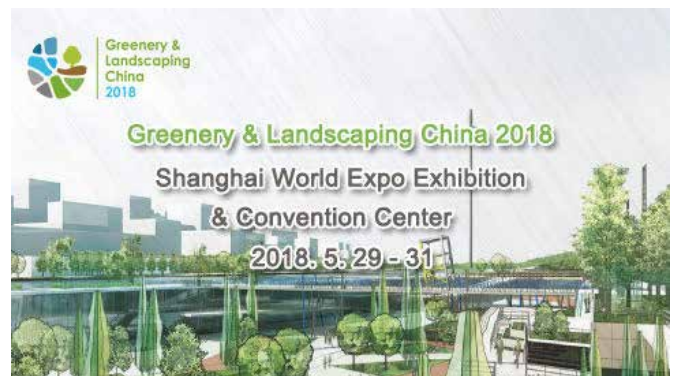 Greenery &
Landscaping
China
2018
Greenery & Landscaping China 2018
Shanghai World Expo Exhibition
& Convention Center
2018. 5. 29 - 31